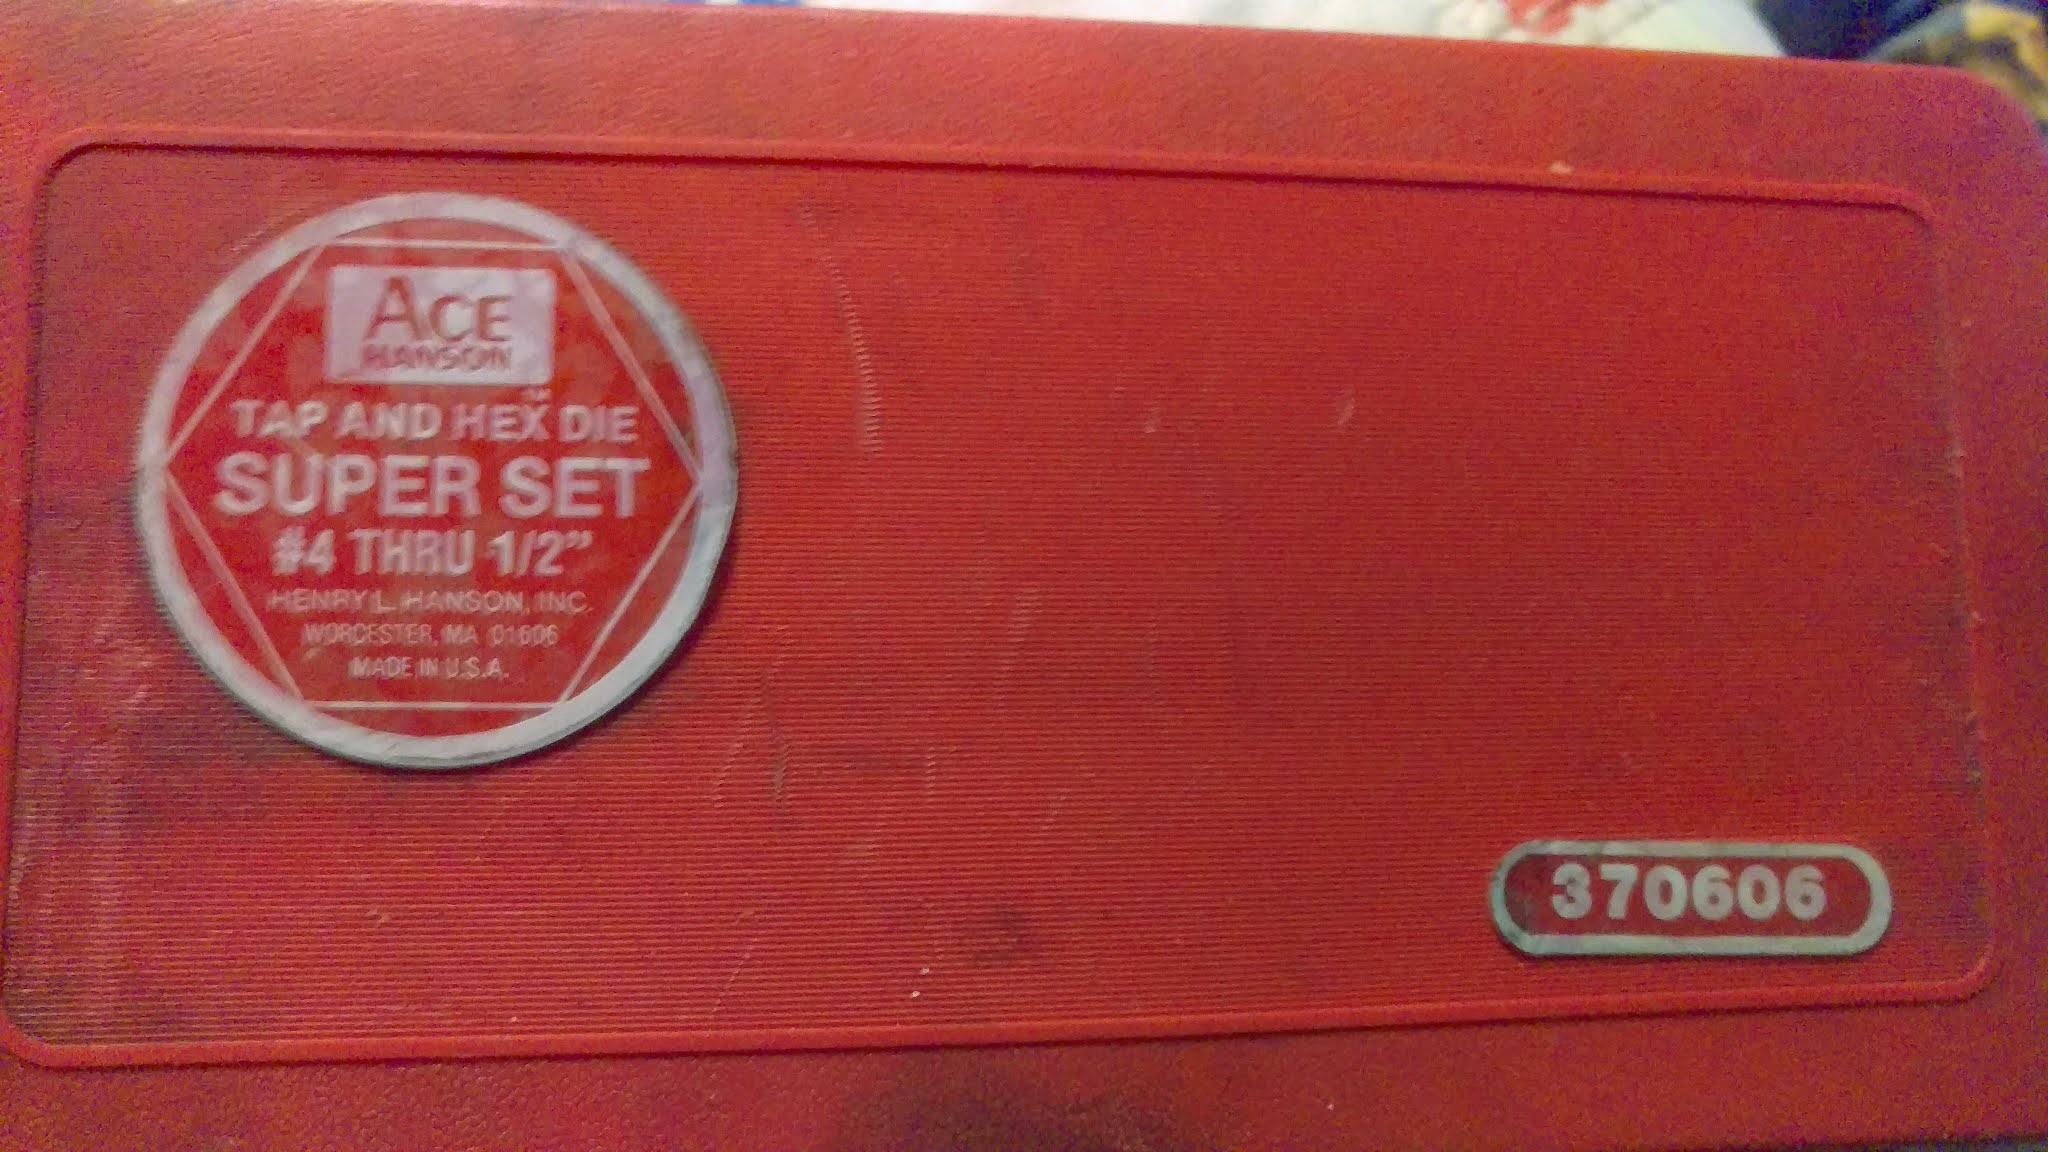 ACE
HANSON
TAP AND HEX DIE
SUPER SET
#4 THRU 1/2"
HENRY L. HANSON, INC.
WORCESTER, MA 01606
MADE IN U.S.A.
370606